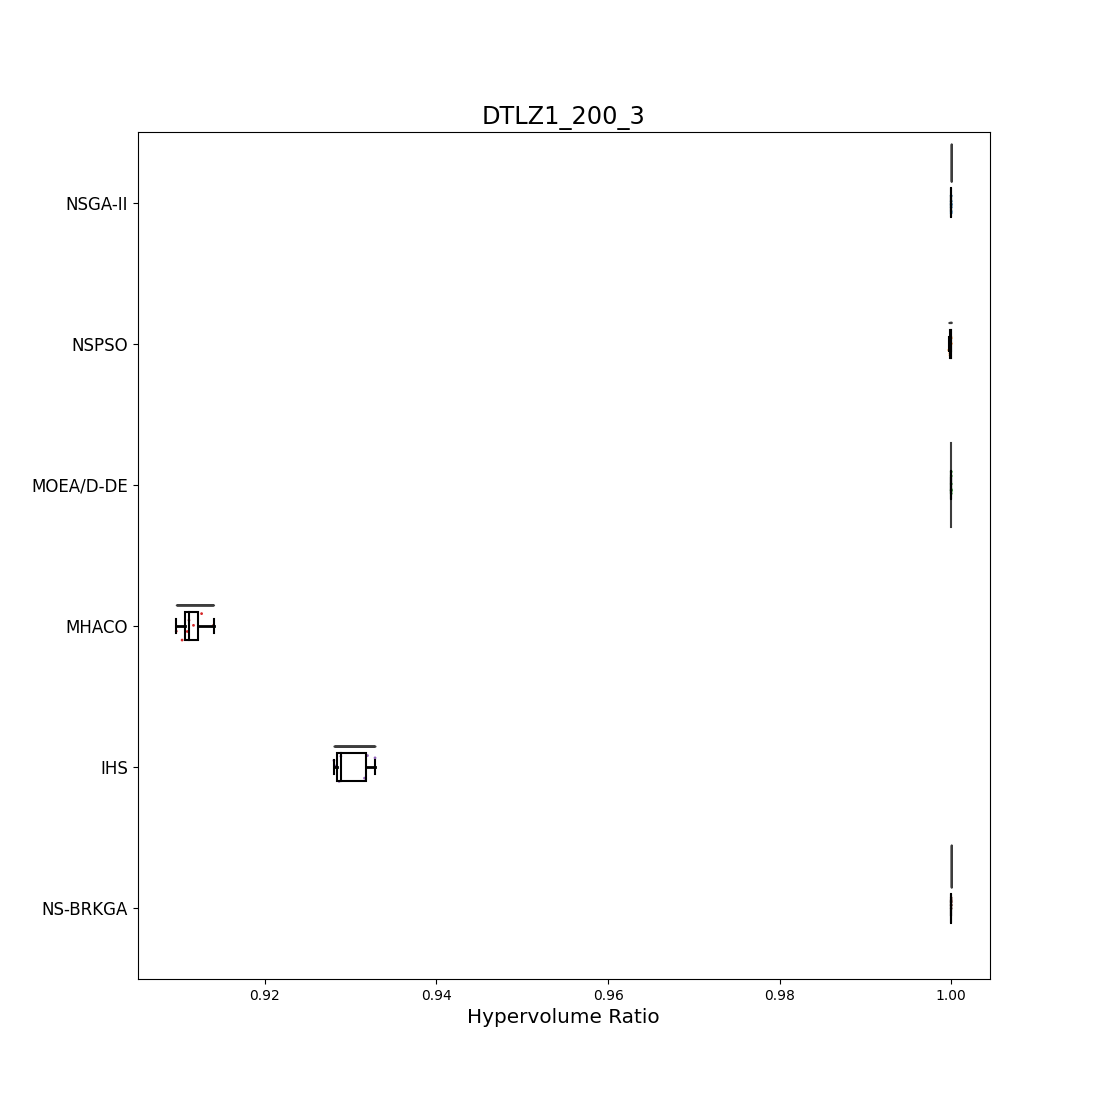 DTLZ1_200_3
NSGA-II
NSPSO
MOEA/D-DE
MHACO
IHS
NS-BRKGA
0.92 0.94 0.96 0.98 1.00
Hypervolume Ratio